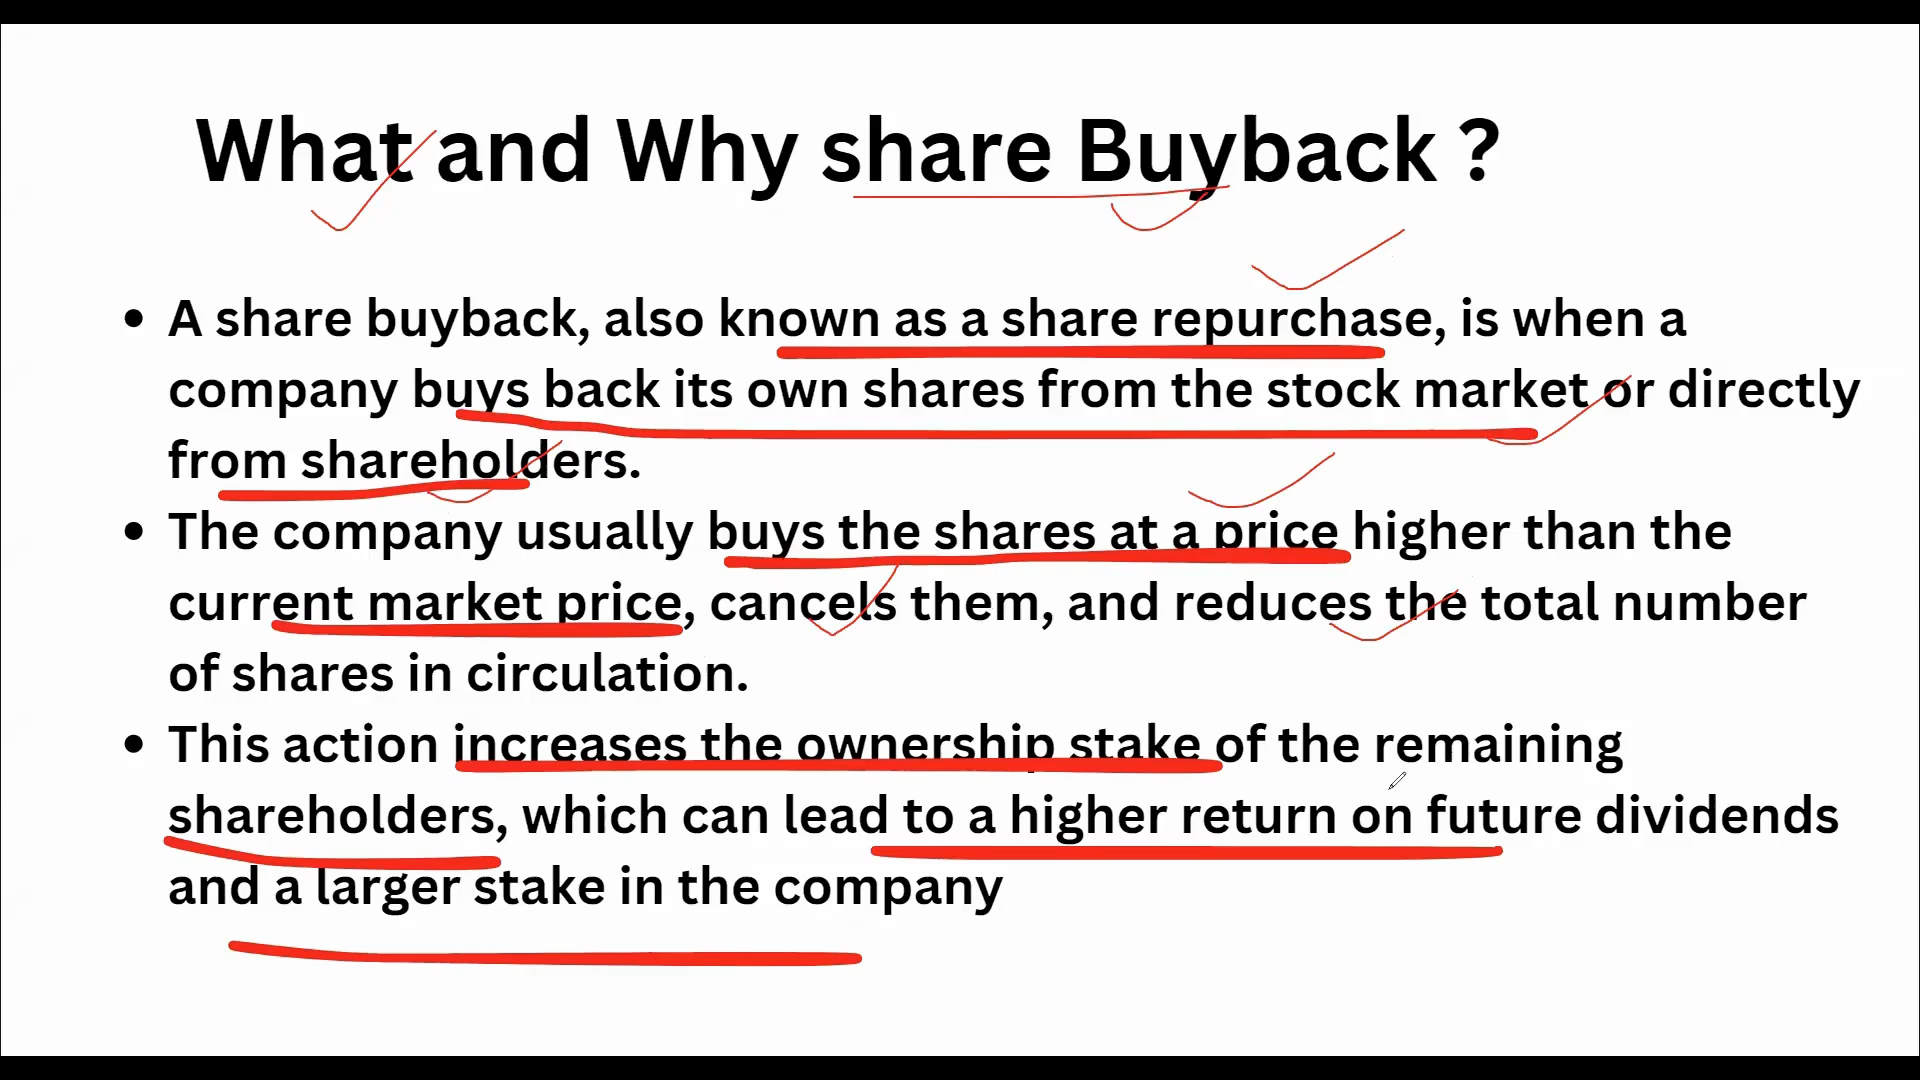 What and Why share Buyback ?
• A share buyback, also known as a share repurchase, is when a
company buys back its own shares from the stock market or directly
from shareholders.
• The company usually buys the shares at a price higher than the
current market price, cancels them, and reduces the total number
of shares in circulation.
• This action increases the ownership stake of the remaining
shareholders, which can lead to a higher return on future dividends
and a larger stake in the company